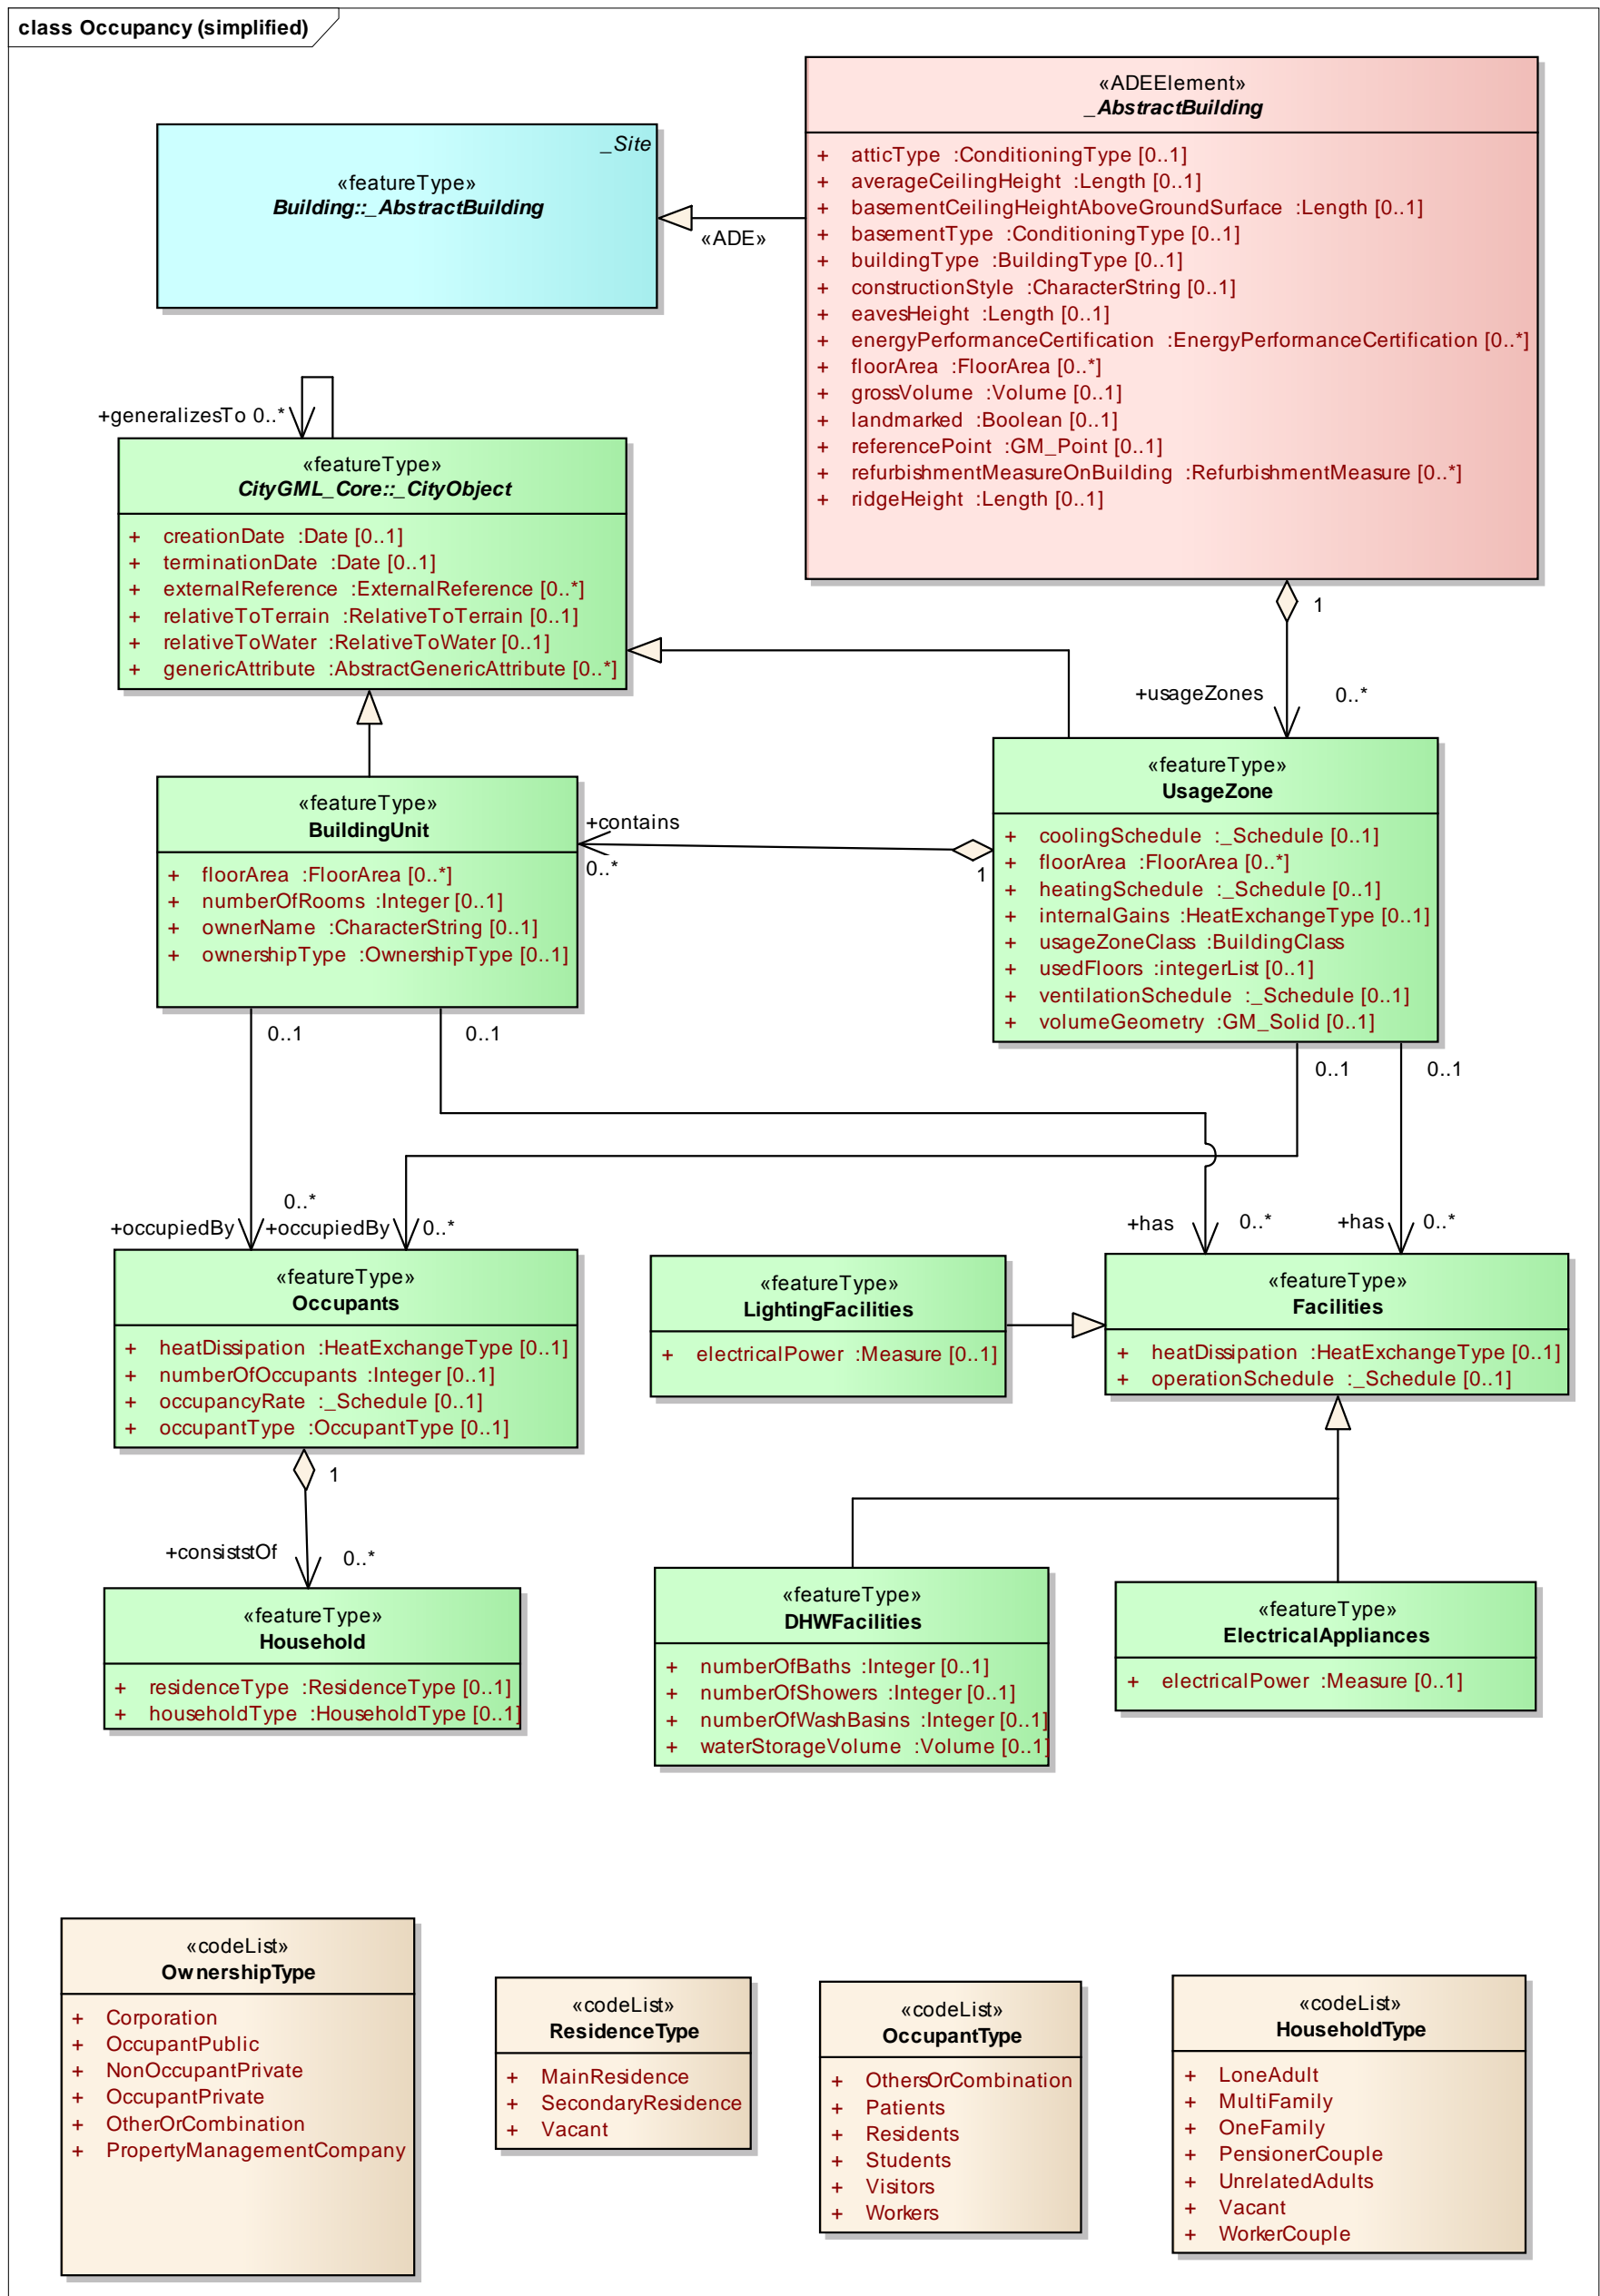 class Occupancy (simplified)
«ADEElement»
_AbstractBuilding
+ atticType :ConditioningType [0..1]
+ averageCeilingHeight :Length [0..1]
+ basementCeilingHeightAboveGroundSurface :Length [0..1]
+ basementType :ConditioningType [0..1]
+ buildingType :BuildingType [0..1]
+ constructionStyle :CharacterString [0..1]
+ eavesHeight :Length [0..1]
+ energyPerformanceCertification :EnergyPerformanceCertification [0..*]
+ floorArea :FloorArea [0..*]
+ grossVolume :Volume [0..1]
+ landmarked :Boolean [0..1]
+ referencePoint :GM_Point [0..1]
+ refurbishmentMeasureOnBuilding :RefurbishmentMeasure [0..*]
+ ridgeHeight :Length [0..1]
_Site
«featureType»
Building::_AbstractBuilding
«ADE»
+generalizesTo 0..*
«featureType»
CityGML_Core::_CityObject
+ creationDate :Date [0..1]
+ terminationDate :Date [0..1]
+ externalReference :ExternalReference [0..*]
+ relativeToTerrain :RelativeToTerrain [0..1]
+ relativeToWater :RelativeToWater [0..1]
+ genericAttribute :AbstractGenericAttribute [0..*]
1
+usageZones 0..*
«featureType»
BuildingUnit
+ floorArea :FloorArea [0..*]
+ numberOfRooms :Integer [0..1]
+ ownerName :CharacterString [0..1]
+ ownershipType :OwnershipType [0..1]
+contains
0..*
1
«featureType»
UsageZone
+ coolingSchedule :_Schedule [0..1]
+ floorArea :FloorArea [0..*]
+ heatingSchedule :_Schedule [0..1]
+ internalGains :HeatExchangeType [0..1]
+ usageZoneClass :BuildingClass
+ usedFloors :integerList [0..1]
+ ventilationSchedule :_Schedule [0..1]
+ volumeGeometry :GM_Solid [0..1]
0..1
0..1
0..1
0..1
0..*
+occupiedBy
+occupiedBy
0..*
+has
0..*
+has
0..*
«featureType»
Occupants
+ heatDissipation :HeatExchangeType [0..1]
+ numberOfOccupants :Integer [0..1]
+ occupancyRate :_Schedule [0..1]
+ occupantType :OccupantType [0..1]
«featureType»
LightingFacilities
+ electricalPower :Measure [0..1]
«featureType»
Facilities
+ heatDissipation :HeatExchangeType [0..1]
+ operationSchedule :_Schedule [0..1]
1
+consiststOf
0..*
«featureType»
Household
+ residenceType :ResidenceType [0..1]
+ householdType :HouseholdType [0..1]
«featureType»
DHWFacilities
+ numberOfBaths :Integer [0..1]
+ numberOfShowers :Integer [0..1]
+ numberOfWashBasins :Integer [0..1]
+ waterStorageVolume :Volume [0..1]
«featureType»
ElectricalAppliances
+ electricalPower :Measure [0..1]
«codeList»
OwnershipType
+ Corporation
+ OccupantPublic
+ NonOccupantPrivate
+ OccupantPrivate
+ OtherOrCombination
+ PropertyManagementCompany
«codeList»
ResidenceType
+ MainResidence
+ SecondaryResidence
+ Vacant
«codeList»
OccupantType
+ OthersOrCombination
+ Patients
+ Residents
+ Students
+ Visitors
+ Workers
«codeList»
HouseholdType
+ LoneAdult
+ MultiFamily
+ OneFamily
+ PensionerCouple
+ UnrelatedAdults
+ Vacant
+ WorkerCouple